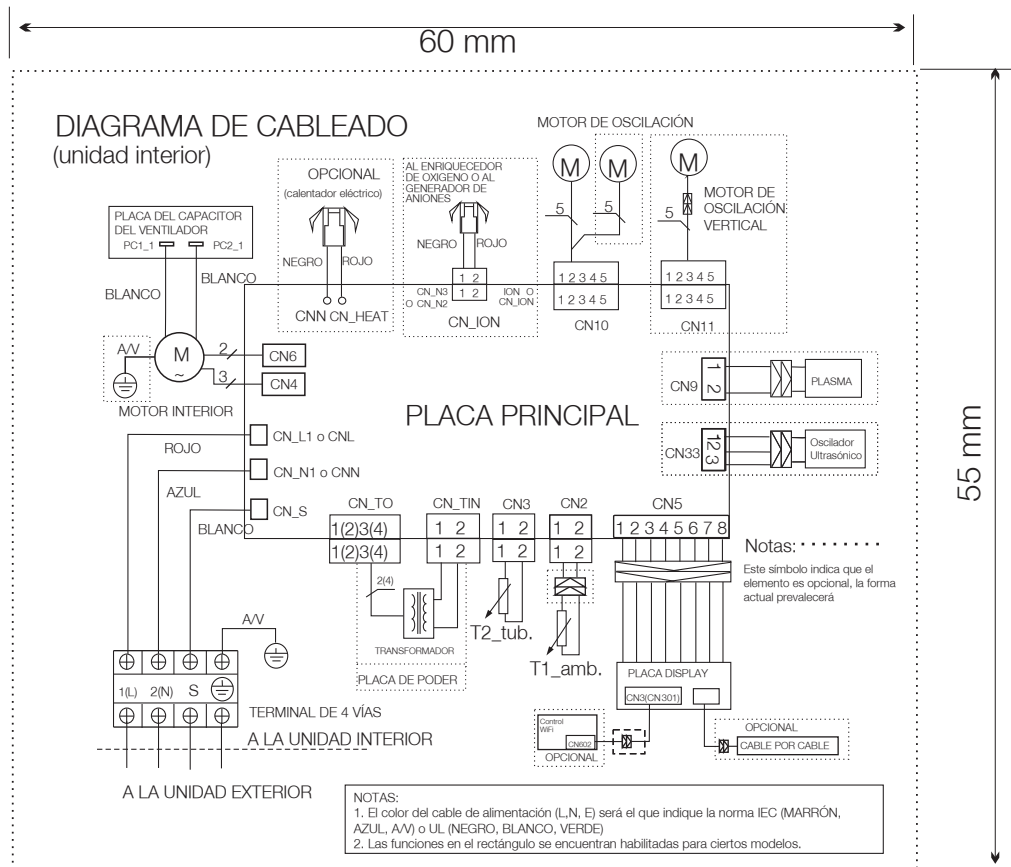 60 mm
55 mm
DIAGRAMA DE CABLEADO
(unidad interior)
PLACA DEL CAPACITOR
DEL VENTILADOR
PC1_1 PC2_1
BLANCO
BLANCO
A/V
M
~
2
3
CN6
CN4
MOTOR INTERIOR
OPCIONAL
(calentador eléctrico)
NEGRO ROJO
CNN CN_HEAT
AL ENRIQUECEDOR
DE OXIGENO O AL
GENERADOR DE
ANIONES
NEGRO ROJO
1 2
1 2
CN_N3
O CN_N2
ION O
CN_ION
CN_ION
MOTOR DE OSCILACIÓN
M
M
5
5
1 2 3 4 5
1 2 3 4 5
CN10
M
MOTOR DE
OSCILACIÓN
VERTICAL
5
1 2 3 4 5
1 2 3 4 5
CN11
CN9
1 2
PLASMA
CN33
12 3
Oscilador
Ultrasónico
PLACA PRINCIPAL
ROJO
CN_L1 o CNL
AZUL
CN_N1 o CNN
BLANCO
CN_S
CN_TO
1(2)3(4)
1(2)3(4)
2(4)
TRANSFORMADOR
PLACA DE PODER
CN_TIN
1 2
1 2
CN3
1 2
1 2
T2_tub.
CN2
1 2
1 2
T1_amb.
CN5
1 2 3 4 5 6 7 8
Notas: · · · · · · · ·
Este símbolo indica que el
elemento es opcional, la forma
actual prevalecerá
PLACA DISPLAY
CN3(CN301)
Control
WiFi
CN602
OPCIONAL
OPCIONAL
CABLE POR CABLE
A/V
1(L) 2(N) S
TERMINAL DE 4 VÍAS
A LA UNIDAD INTERIOR
A LA UNIDAD EXTERIOR
NOTAS:
1. El color del cable de alimentación (L,N, E) será el que indique la norma IEC (MARRÓN,
AZUL, A/V) o UL (NEGRO, BLANCO, VERDE)
2. Las funciones en el rectángulo se encuentran habilitadas para ciertos modelos.